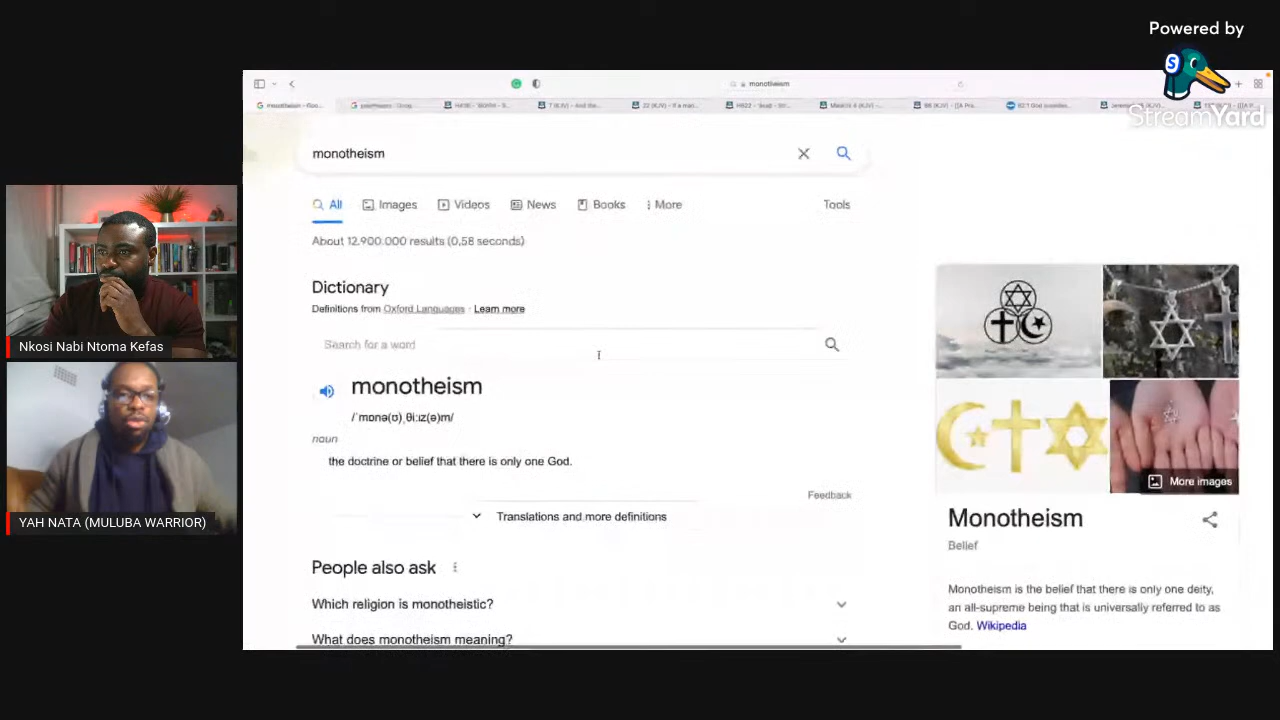 Powered by
StreamYard
monotheism
monotheism
All
Images
Videos
News
Books
More
Tools
About 12.900.000 results (0,58 seconds)
Dictionary
Definitions from Oxford Languages · Learn more
Search for a word
monotheism
noun
the doctrine or belief that there is only one God.
Feedback
Translations and more definitions
People also ask
Which religion is monotheistic?
What does monotheism meaning?
More images
Monotheism
Belief
Monotheism is the belief that there is only one deity,
an all-supreme being that is universally referred to as
God. Wikipedia
Nkosi Nabi Ntoma Kefas
YAH NATA (MULUBA WARRIOR)